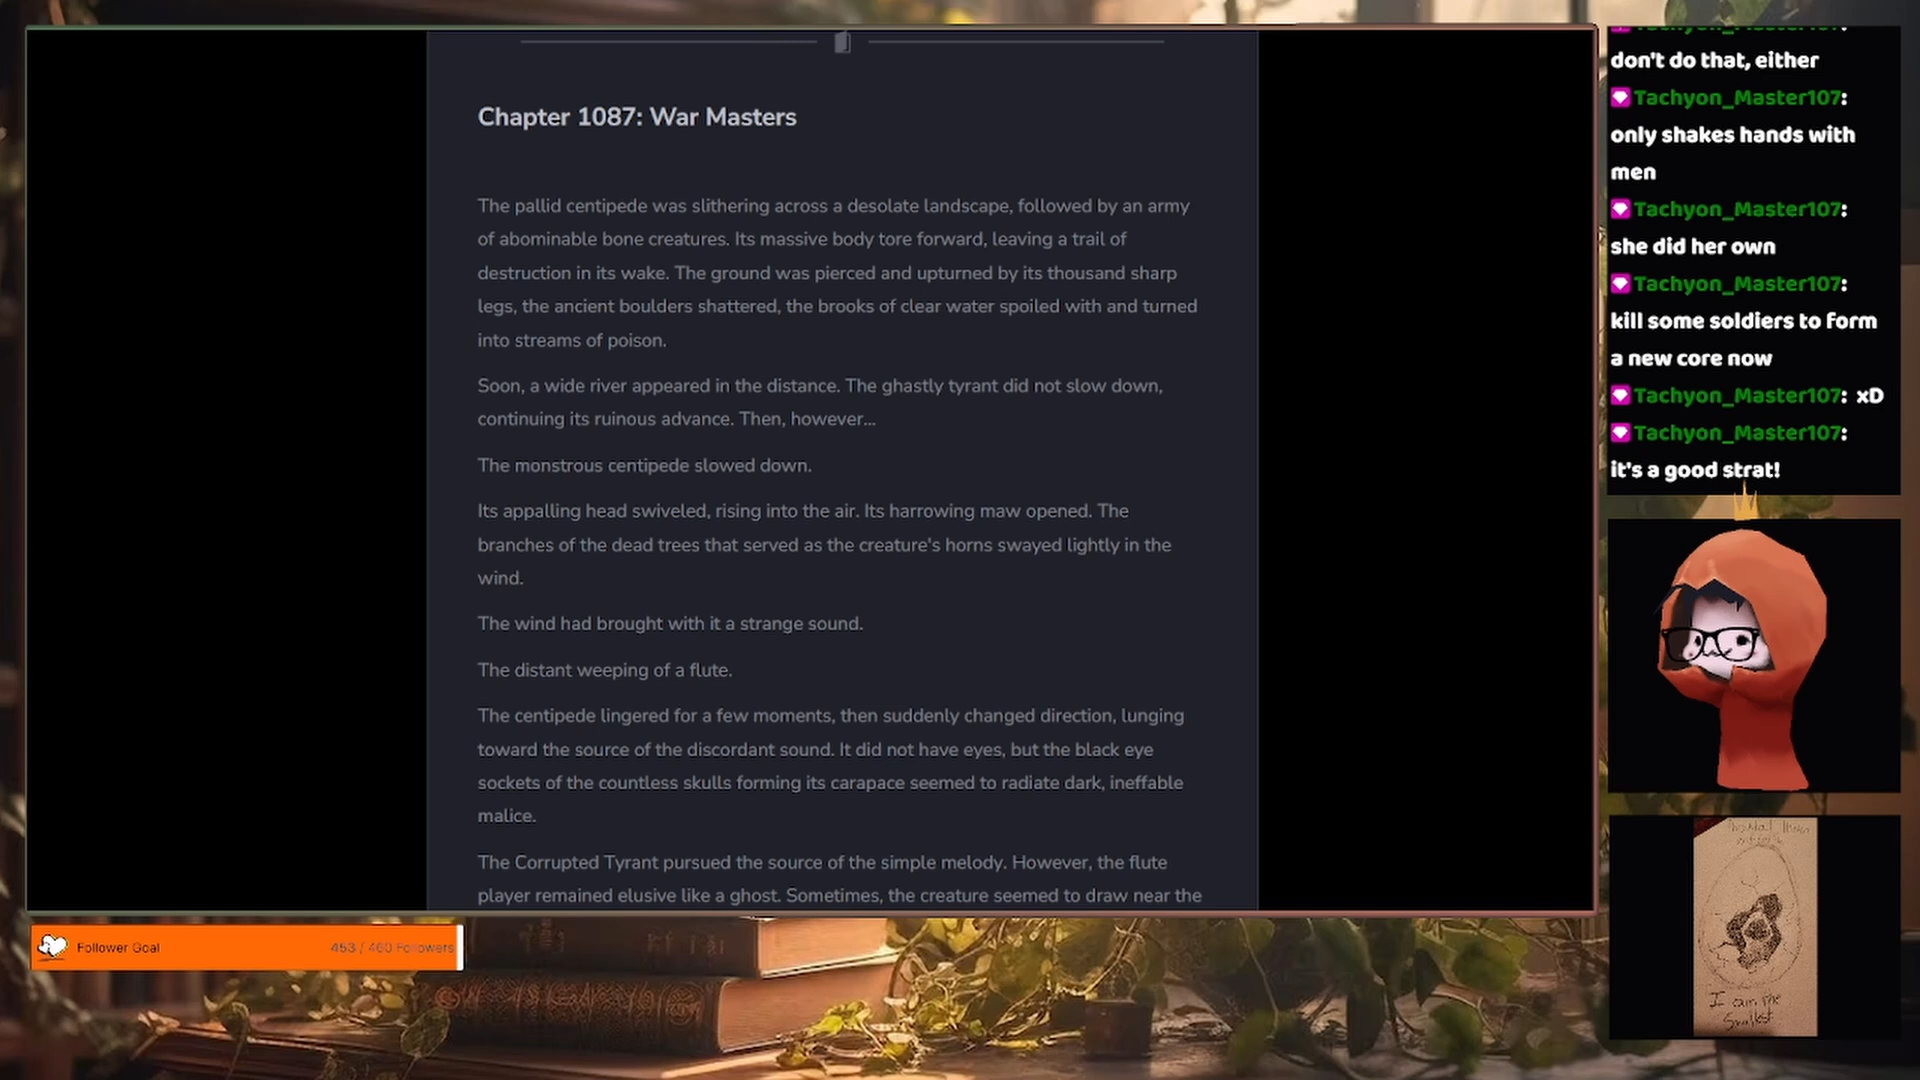 Chapter 1087: War Masters
The pallid centipede was slithering across a desolate landscape, followed by an army
of abominable bone creatures. Its massive body tore forward, leaving a trail of
destruction in its wake. The ground was pierced and upturned by its thousand sharp
legs, the ancient boulders shattered, the brooks of clear water spoiled with and turned
into streams of poison.
Soon, a wide river appeared in the distance. The ghastly tyrant did not slow down,
continuing its ruinous advance. Then, however...
The monstrous centipede slowed down.
Its appalling head swiveled, rising into the air. Its harrowing maw opened. The
branches of the dead trees that served as the creature's horns swayed lightly in the
wind.
The wind had brought with it a strange sound.
The distant weeping of a flute.
The centipede lingered for a few moments, then suddenly changed direction, lunging
toward the source of the discordant sound. It did not have eyes, but the black eye
sockets of the countless skulls forming its carapace seemed to radiate dark, ineffable
malice.
The Corrupted Tyrant pursued the source of the simple melody. However, the flute
player remained elusive like a ghost. Sometimes, the creature seemed to draw near the
don't do that, either
Tachyon_Master107:
only shakes hands with
men
Tachyon_Master107:
she did her own
Tachyon_Master107:
kill some soldiers to form
a new core now
Tachyon_Master107: xD
Tachyon_Master107:
it's a good strat!
Follower Goal
453 / 460 Followers
I am the
Smallest